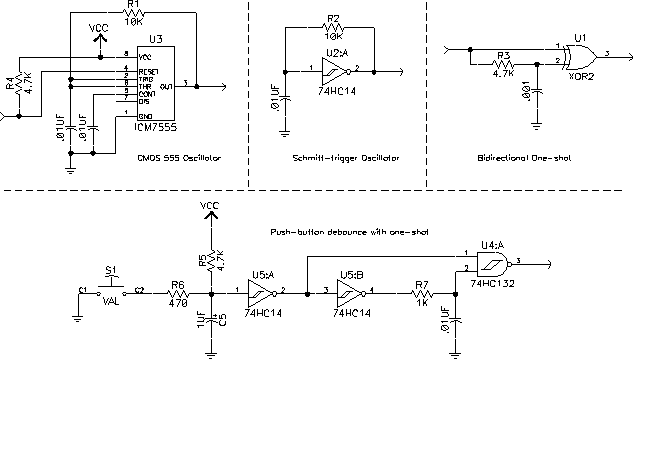 R1
10K
VCC
U3
R4
4.7K
8 VCC
4 RESET
2 TRIG
6 THR OUT 3
5 CONT
7 DIS
1 GND
.01UF
.01UF
ICM7555
CMOS 555 Oscillator
R2
10K
U2:A
1 2
74HC14
.01UF
Schmitt-trigger Oscillator
U1
1
2
3
R3
4.7K
XOR2
.001
Bidirectional One-shot
VCC
Push-button debounce with one-shot
R5
4.7K
S1
C1 C2
VAL
R6
470
1UF
C5
U5:A
1 2
74HC14
U5:B
3 4
74HC14
R7
1K
.01UF
U4:A
1
2
3
74HC132